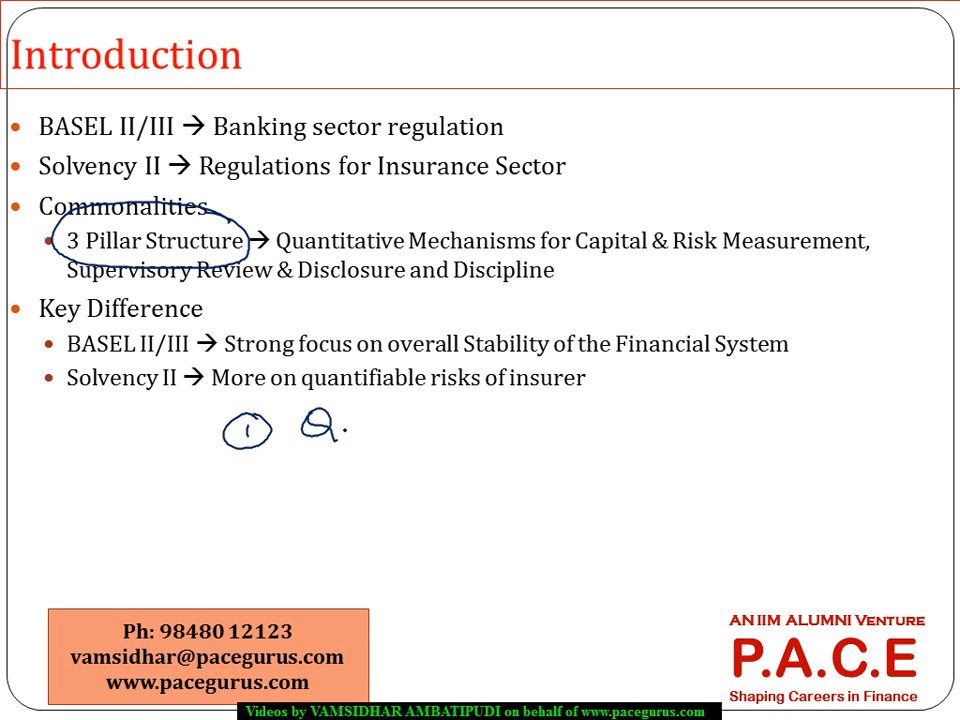 Introduction
BASEL II/III → Banking sector regulation
Solvency II → Regulations for Insurance Sector
Commonalities
3 Pillar Structure → Quantitative Mechanisms for Capital & Risk Measurement,
Supervisory Review & Disclosure and Discipline
Key Difference
BASEL II/III → Strong focus on overall Stability of the Financial System
Solvency II → More on quantifiable risks of insurer
1 Q.
Ph: 98480 12123
vamsidhar@pacegurus.com
www.pacegurus.com
AN IIM ALUMNI VENTURE
P.A.C.E
Shaping Careers in Finance
Videos by VAMSIDHAR AMBATIPUDI on behalf of www.pacegurus.com